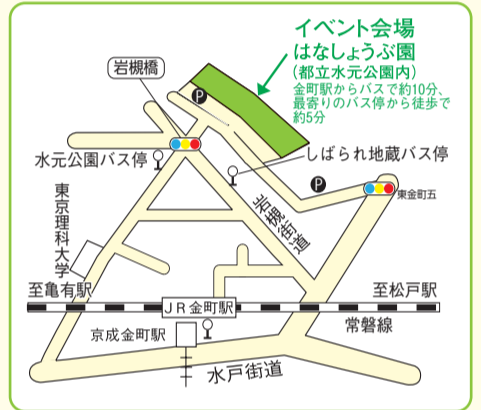 イベント会場
はなしょうぶ園
(都立水元公園内)
金町駅からバスで約10分、
最寄りのバス停から徒歩で
約5分
岩槻橋
P
水元公園バス停
しばられ地蔵バス停
P
東金町五
岩槻街道
東京理科大学
至亀有駅
JR金町駅
至松戸駅
常磐線
京成金町駅
水戸街道